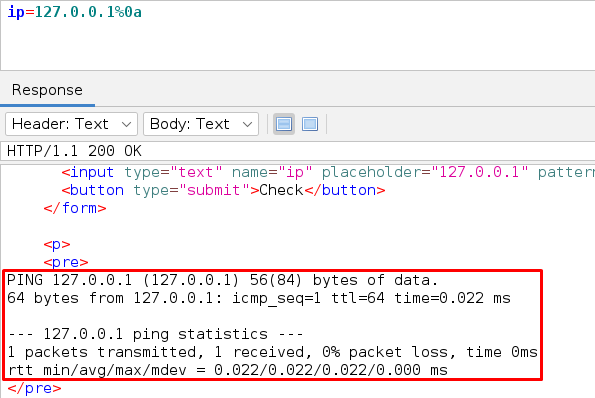 ip=127.0.0.1%0a
Response
Header: Text Body: Text
HTTP/1.1 200 OK
<input type="text" name="ip" placeholder="127.0.0.1" pattern
<button type="submit">Check</button>
</form>
<p>
<pre>
PING 127.0.0.1 (127.0.0.1) 56(84) bytes of data.
64 bytes from 127.0.0.1: icmp_seq=1 ttl=64 time=0.022 ms
--- 127.0.0.1 ping statistics ---
1 packets transmitted, 1 received, 0% packet loss, time 0ms
rtt min/avg/max/mdev = 0.022/0.022/0.022/0.000 ms
</pre>